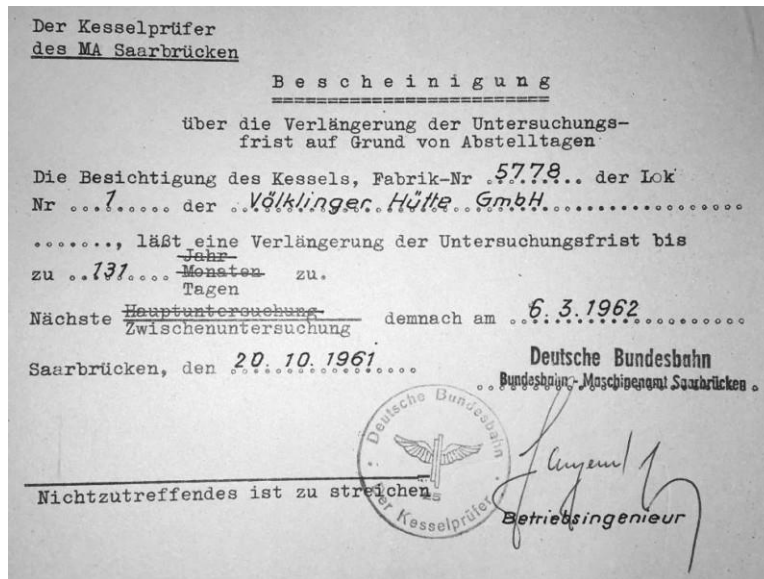 Der Kesselprüfer
des MA Saarbrücken
Bescheinigung
über die Verlängerung der Untersuchungs-
frist auf Grund von Abstelltagen
Die Besichtigung des Kessels, Fabrik-Nr 5778 der Lok
Nr 1 der Völklinger Hütte GmbH
, läßt eine Verlängerung der Untersuchungsfrist bis
Jahr
zu 131 Monaten zu.
Tagen
Nächste Hauptuntersuchung demnach am 6.3.1962
Zwischenuntersuchung
Saarbrücken, den 20.10.1961
Deutsche Bundesbahn
Bundesbahn-Maschinenamt Saarbrücken
Deutsche Bundesbahn
Der Kesselprüfer
Nichtzutreffendes ist zu streichen
Betriebsingenieur